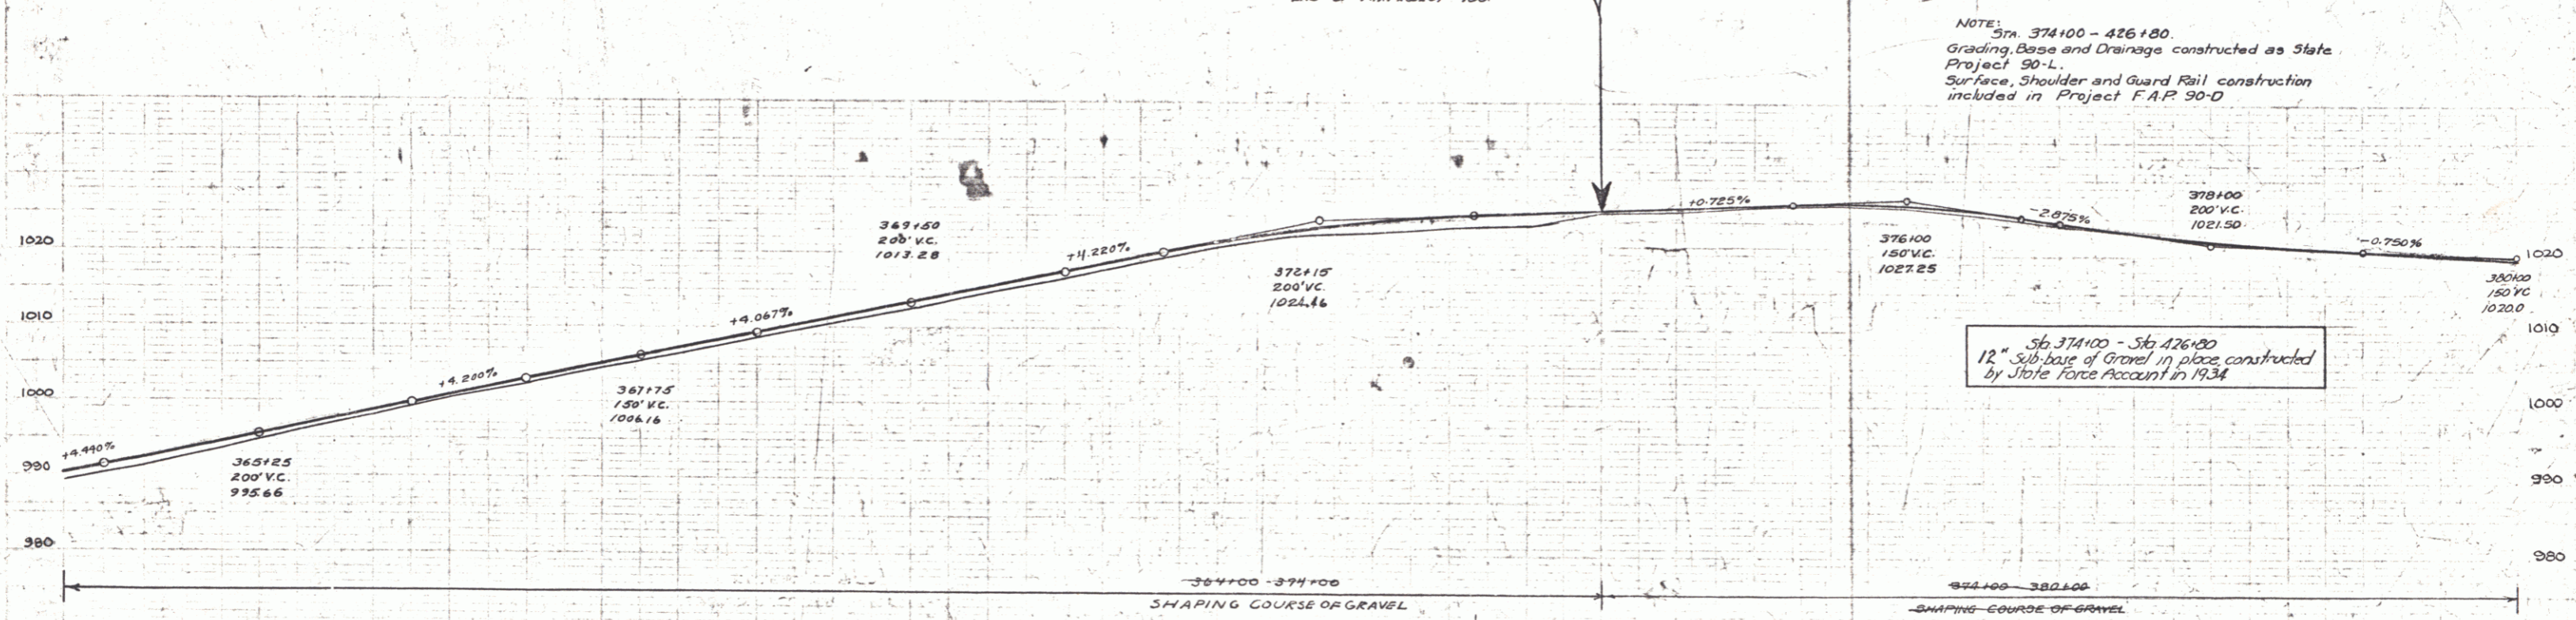 NOTE:
STA. 374+00 - 426+80.
Grading, Base and Drainage constructed as State
Project 90-L.
Surface, Shoulder and Guard Rail construction
included in Project F.A.P. 90-D
+0.725%
378+00
200' V.C.
1021.50
-2.875%
-0.750%
369+50
200' V.C.
1013.28
+4.220%
1020
376+00
150' V.C.
1027.25
1020
372+15
200' V.C.
1024.46
380+00
150' VC
1020.0
1010
+4.067%
1010
Sta. 374+00 - Sta. 426+80
12" Sub-base of Gravel in place, constructed
by State Force Account in 1934
+4.200%
1000
367+75
150' V.C.
1006.16
1000
+4.440%
990
365+25
200' V.C.
995.66
990
980
980
364+00 - 374+00
SHAPING COURSE OF GRAVEL
374+00 - 380+00
SHAPING COURSE OF GRAVEL